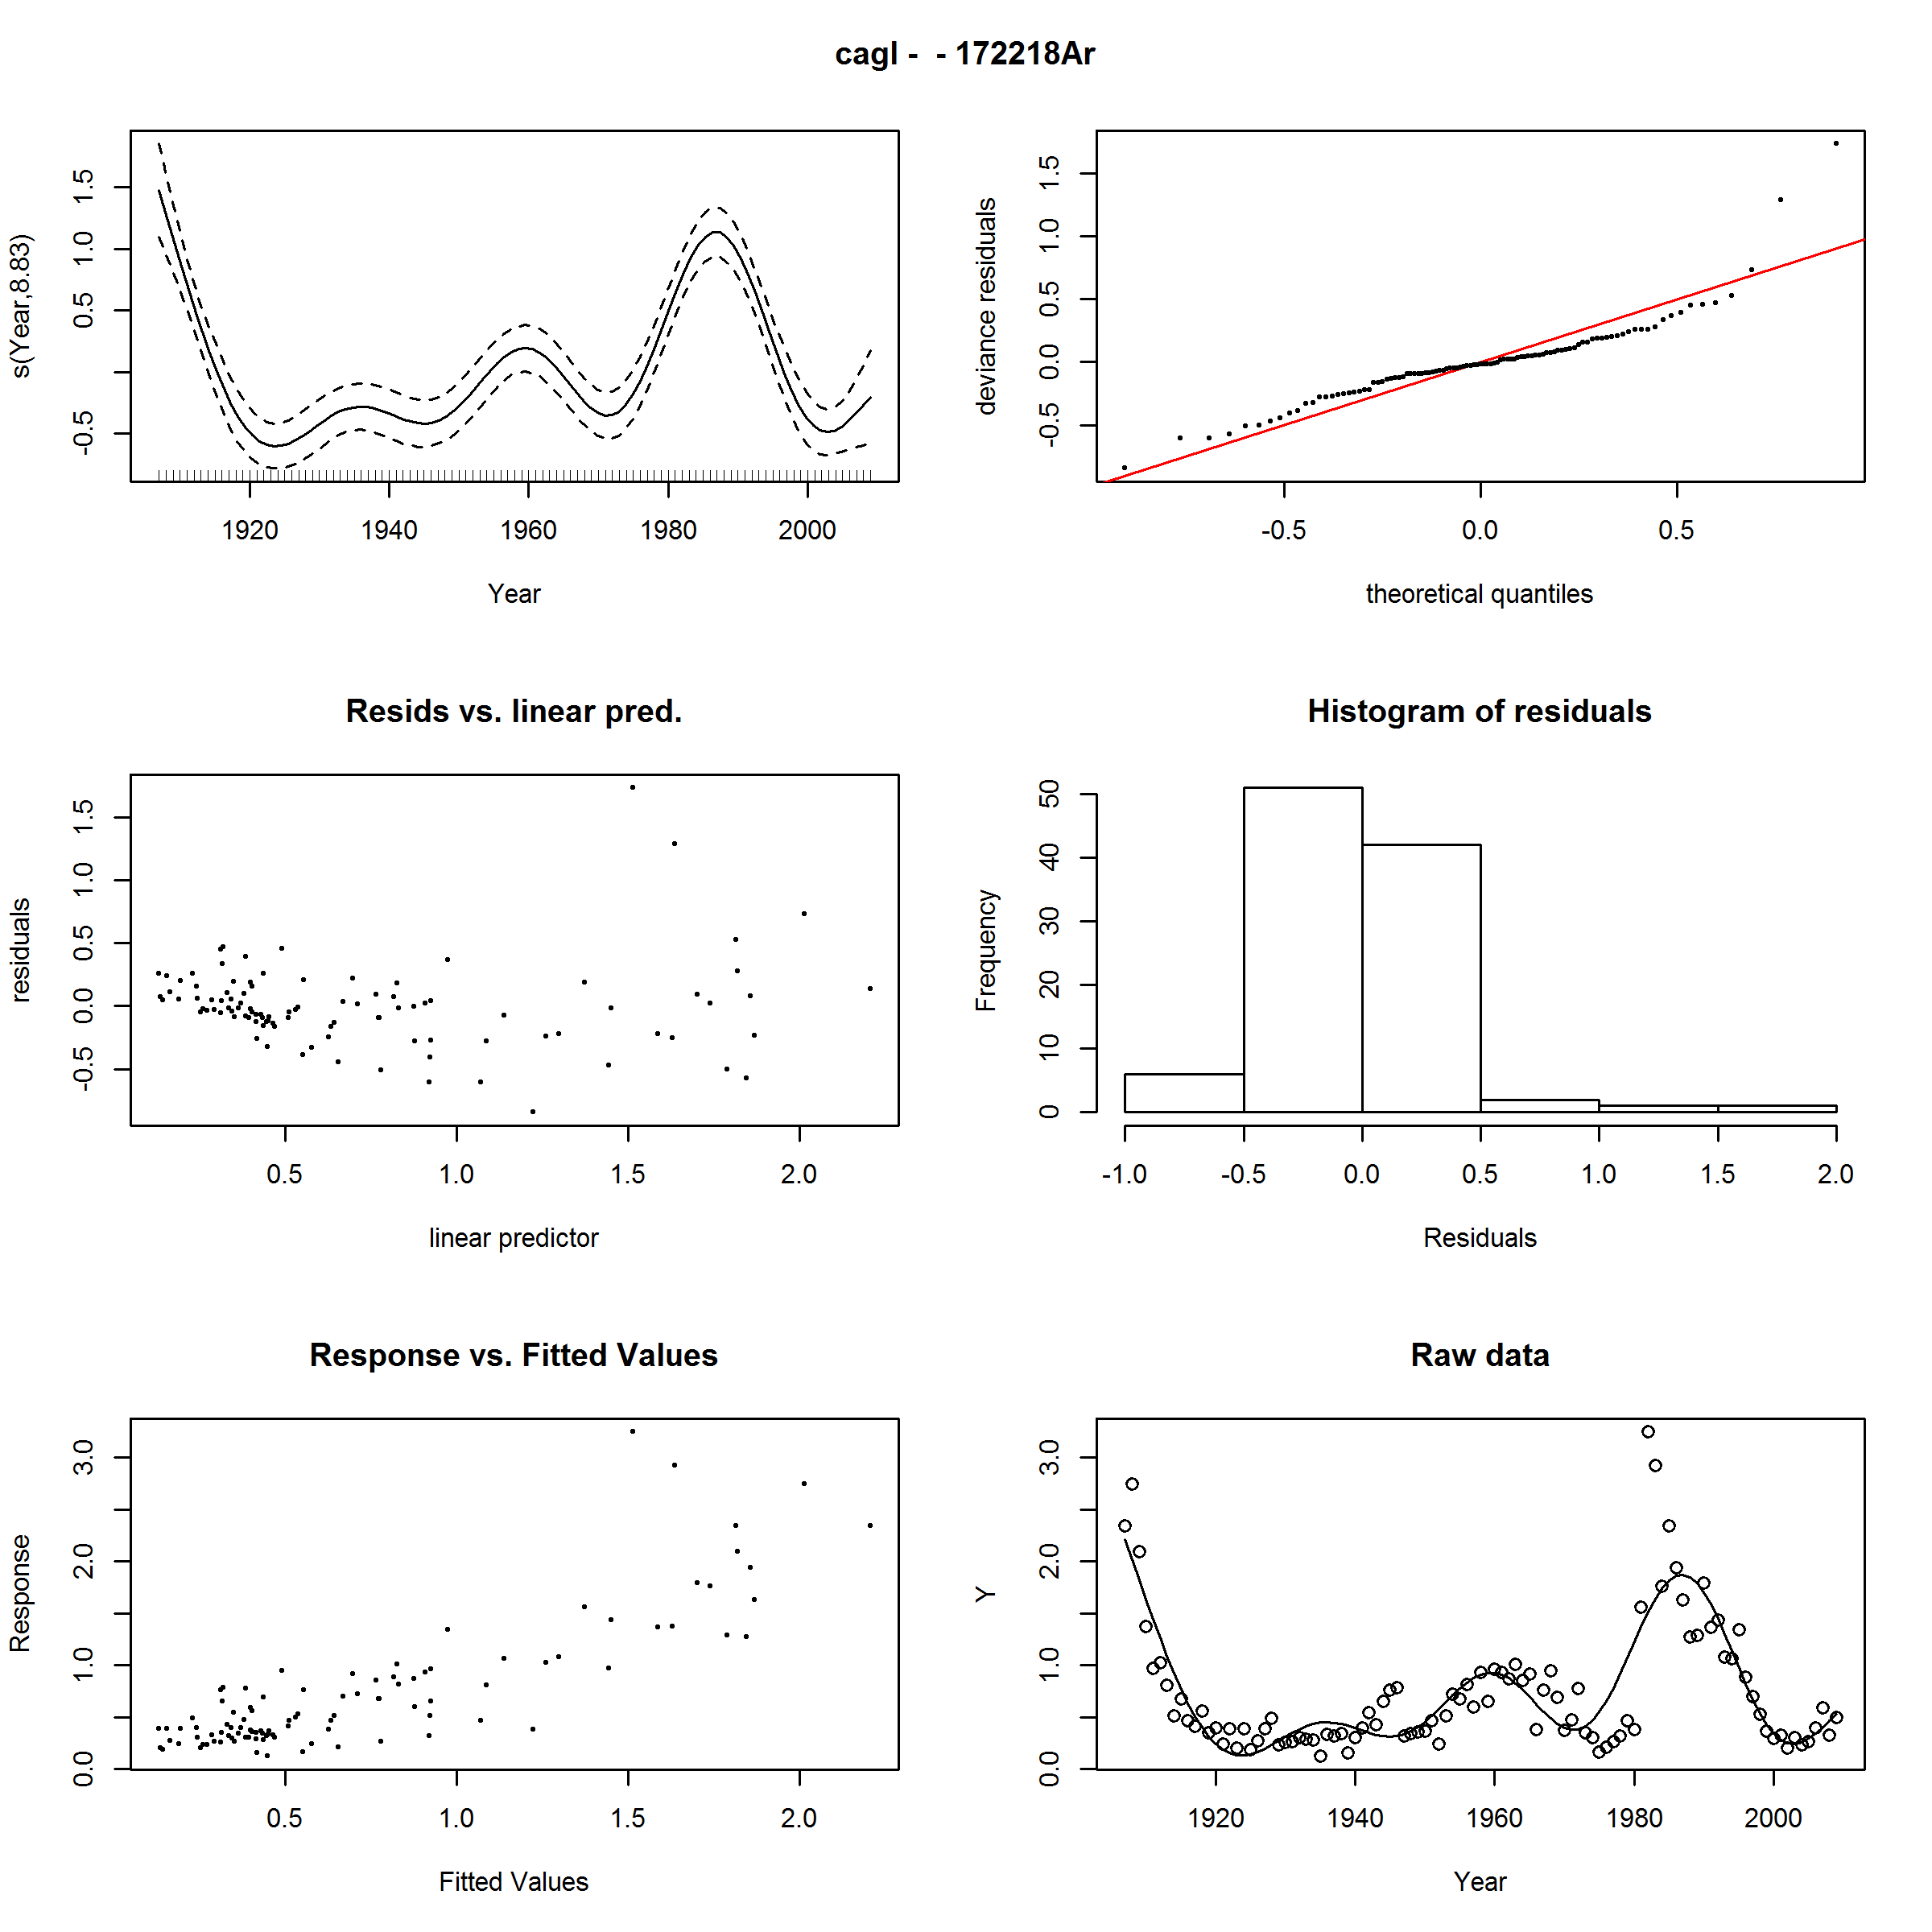 cagl -  - 172218Ar
s(Year,8.83)
-0.5 0.5 1.0 1.5
1920 1940 1960 1980 2000
Year
deviance residuals
-0.5 0.0 0.5 1.0 1.5
-0.5 0.0 0.5
theoretical quantiles
Resids vs. linear pred.
residuals
-0.5 0.0 0.5 1.0 1.5
0.5 1.0 1.5 2.0
linear predictor
Histogram of residuals
Frequency
0 10 20 30 40 50
-1.0 -0.5 0.0 0.5 1.0 1.5 2.0
Residuals
Response vs. Fitted Values
Response
0.0 1.0 2.0 3.0
0.5 1.0 1.5 2.0
Fitted Values
Raw data
Y
0.0 1.0 2.0 3.0
1920 1940 1960 1980 2000
Year